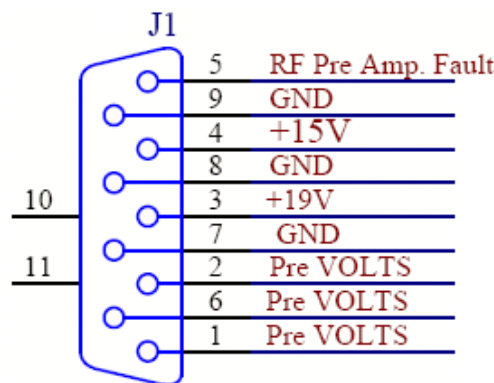 J1
5 RF Pre Amp. Fault
9 GND
4 +15V
8 GND
10
3 +19V
7 GND
11
2 Pre VOLTS
6 Pre VOLTS
1 Pre VOLTS